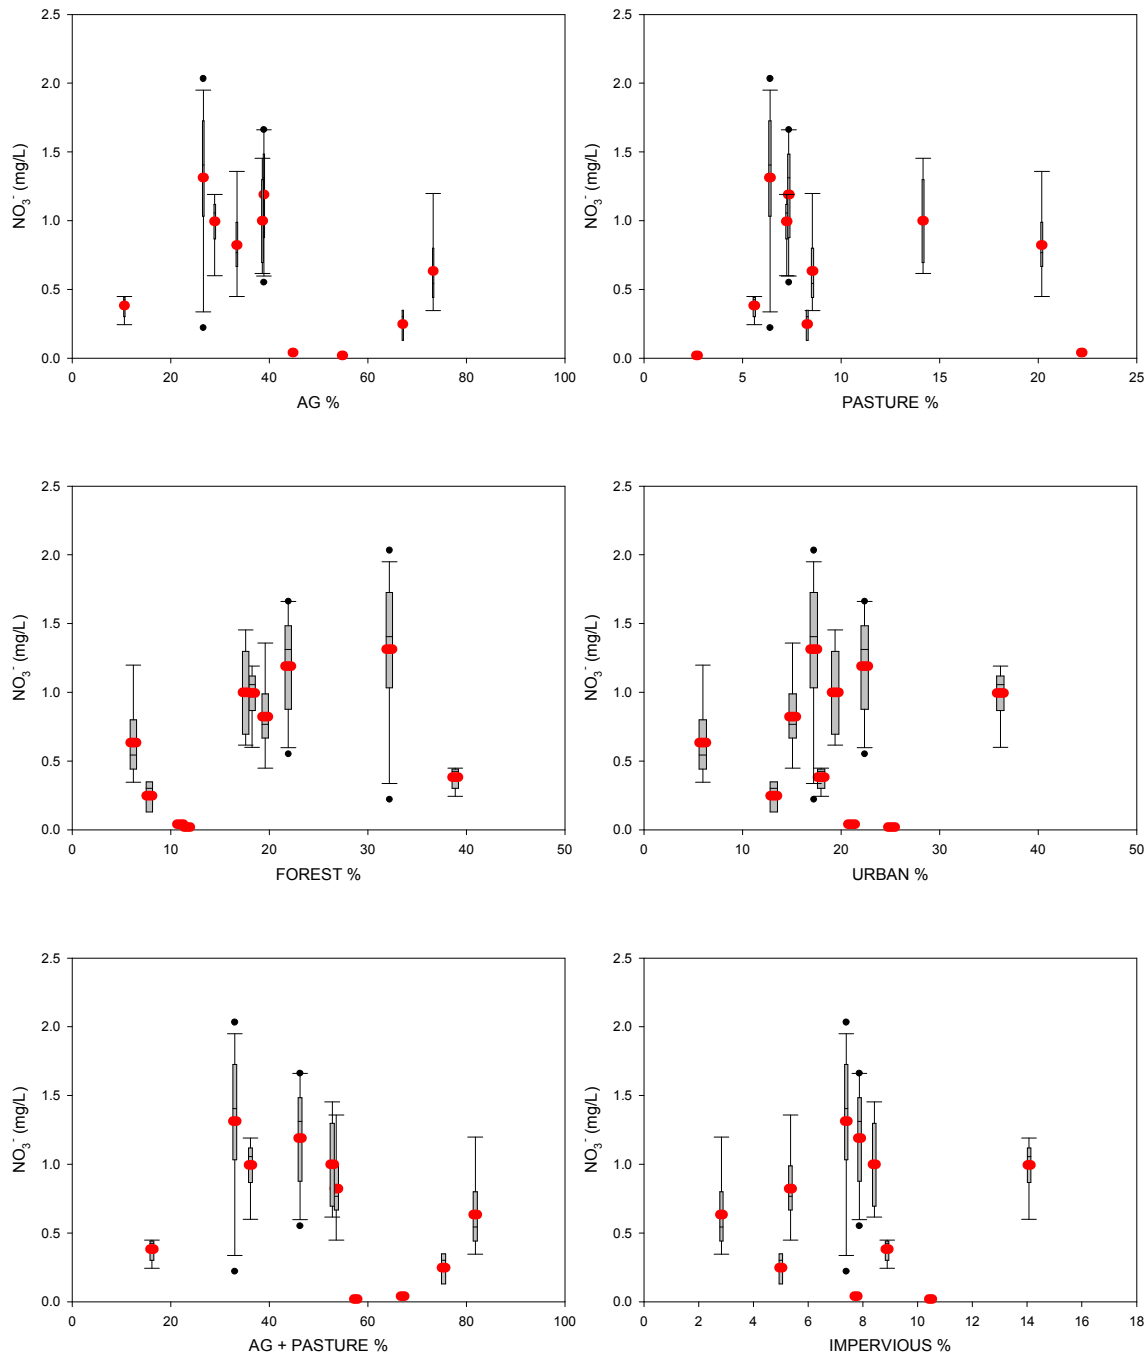 2.5 2.5
2.0 2.0
1.5 1.5
1.0 1.0
0.5 0.5
0.0 0.0
NO₃⁻ (mg/L) NO₃⁻ (mg/L)
0 20 40 60 80 100 0 5 10 15 20 25
AG % PASTURE %
2.5 2.5
2.0 2.0
1.5 1.5
1.0 1.0
0.5 0.5
0.0 0.0
NO₃⁻ (mg/L) NO₃⁻ (mg/L)
0 10 20 30 40 50 0 10 20 30 40 50
FOREST % URBAN %
2.5 2.5
2.0 2.0
1.5 1.5
1.0 1.0
0.5 0.5
0.0 0.0
NO₃⁻ (mg/L) NO₃⁻ (mg/L)
0 20 40 60 80 100 0 2 4 6 8 10 12 14 16 18
AG + PASTURE % IMPERVIOUS %